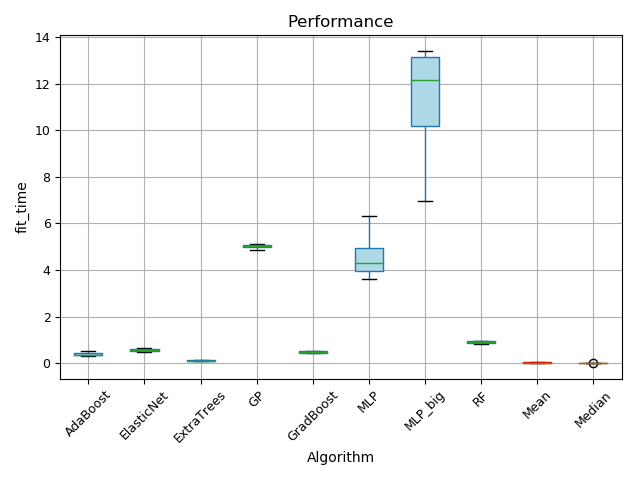 Performance
14
12
10
8
6
4
2
0
fit_time
AdaBoost
ElasticNet
ExtraTrees
GP
GradBoost
MLP
MLP_big
RF
Mean
Median
Algorithm